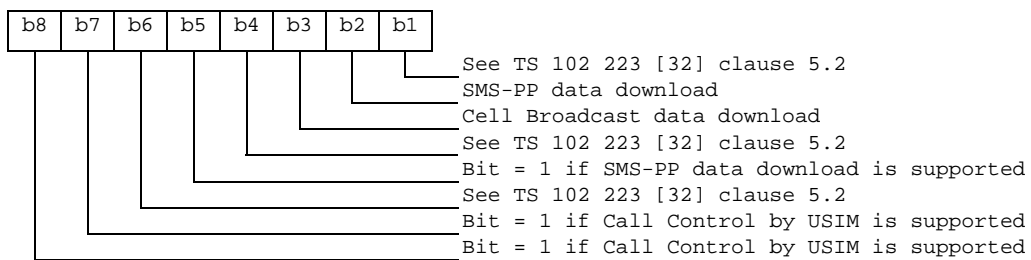 b8 b7 b6 b5 b4 b3 b2 b1
See TS 102 223 [32] clause 5.2
SMS-PP data download
Cell Broadcast data download
See TS 102 223 [32] clause 5.2
Bit = 1 if SMS-PP data download is supported
See TS 102 223 [32] clause 5.2
Bit = 1 if Call Control by USIM is supported
Bit = 1 if Call Control by USIM is supported